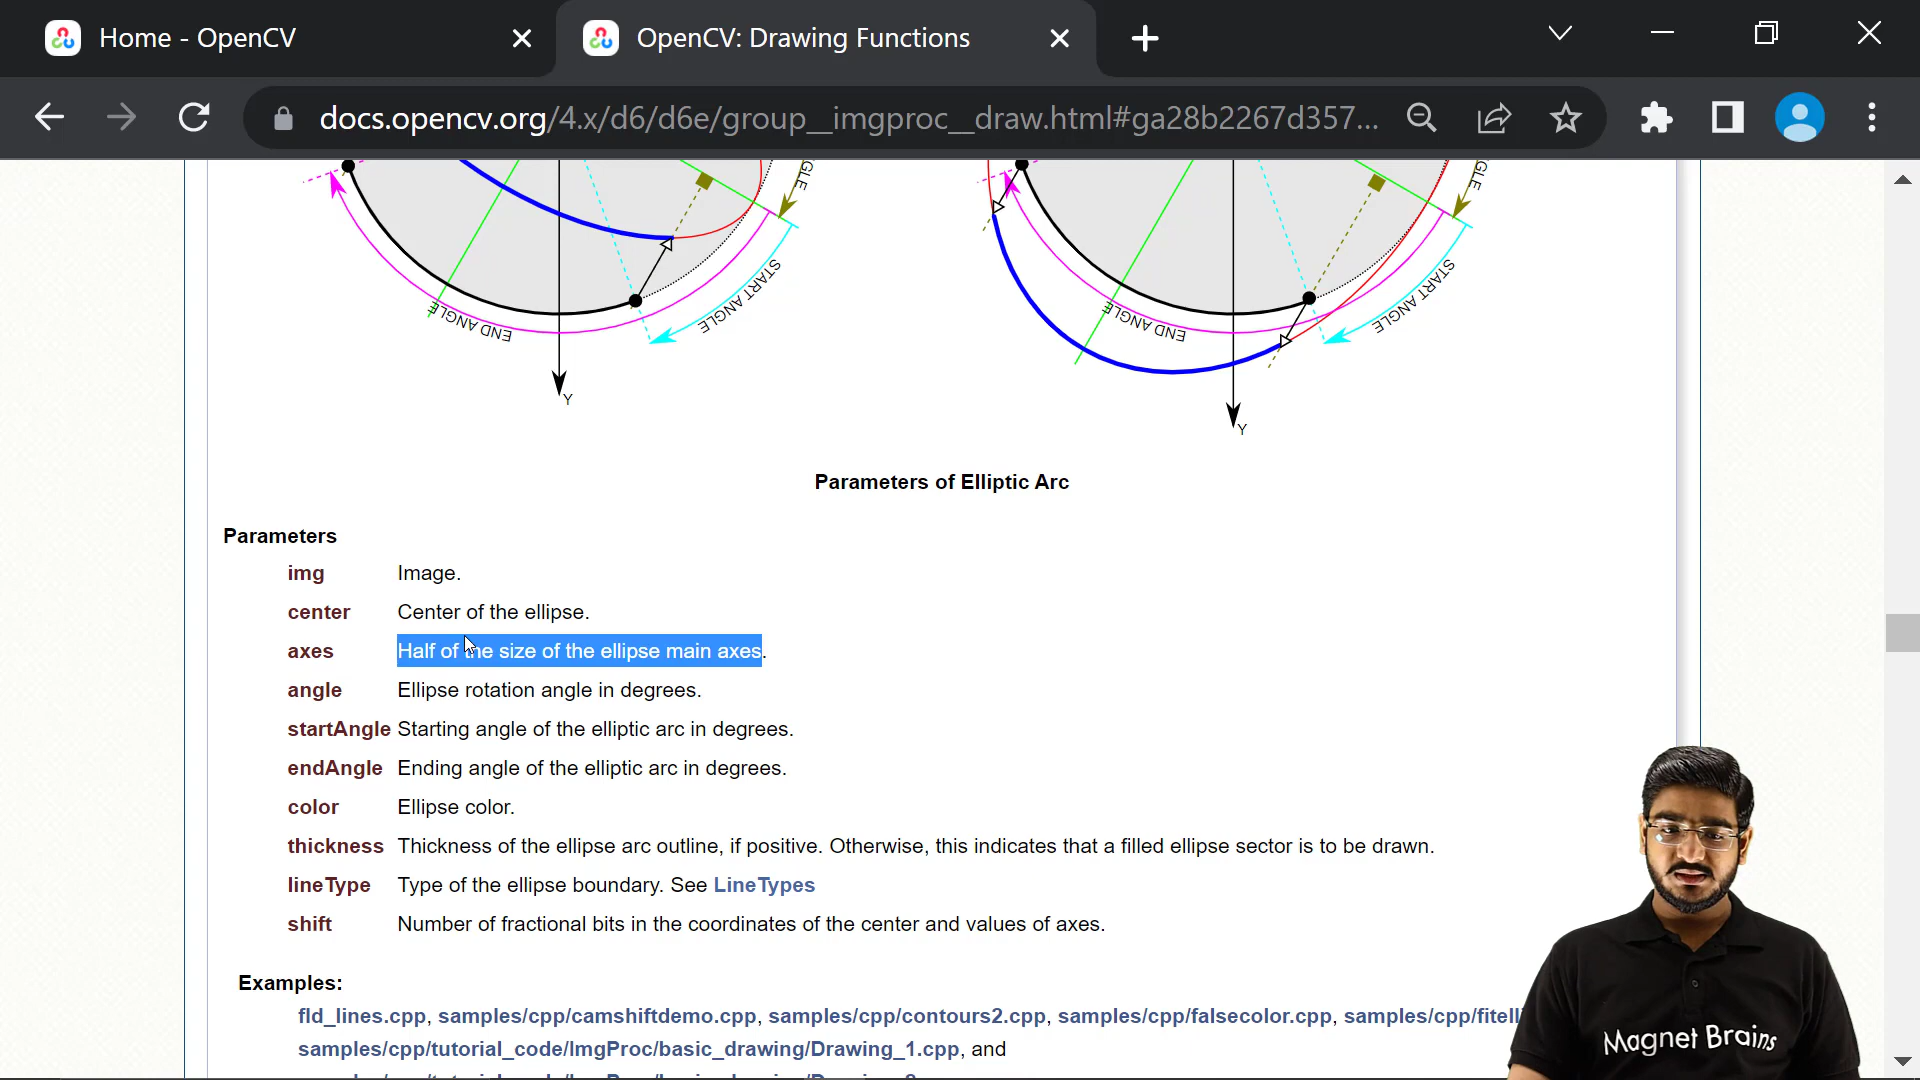 Home - OpenCV
OpenCV: Drawing Functions
docs.opencv.org/4.x/d6/d6e/group__imgproc__draw.html#ga28b2267d357...
END ANGLE
START ANGLE
Y
END ANGLE
START ANGLE
Y
Parameters of Elliptic Arc
Parameters
img Image.
center Center of the ellipse.
axes Half of the size of the ellipse main axes.
angle Ellipse rotation angle in degrees.
startAngle Starting angle of the elliptic arc in degrees.
endAngle Ending angle of the elliptic arc in degrees.
color Ellipse color.
thickness Thickness of the ellipse arc outline, if positive. Otherwise, this indicates that a filled ellipse sector is to be drawn.
lineType Type of the ellipse boundary. See LineTypes
shift Number of fractional bits in the coordinates of the center and values of axes.
Examples:
fld_lines.cpp, samples/cpp/camshiftdemo.cpp, samples/cpp/contours2.cpp, samples/cpp/falsecolor.cpp, samples/cpp/fitell
samples/cpp/tutorial_code/ImgProc/basic_drawing/Drawing_1.cpp, and
Magnet Brains